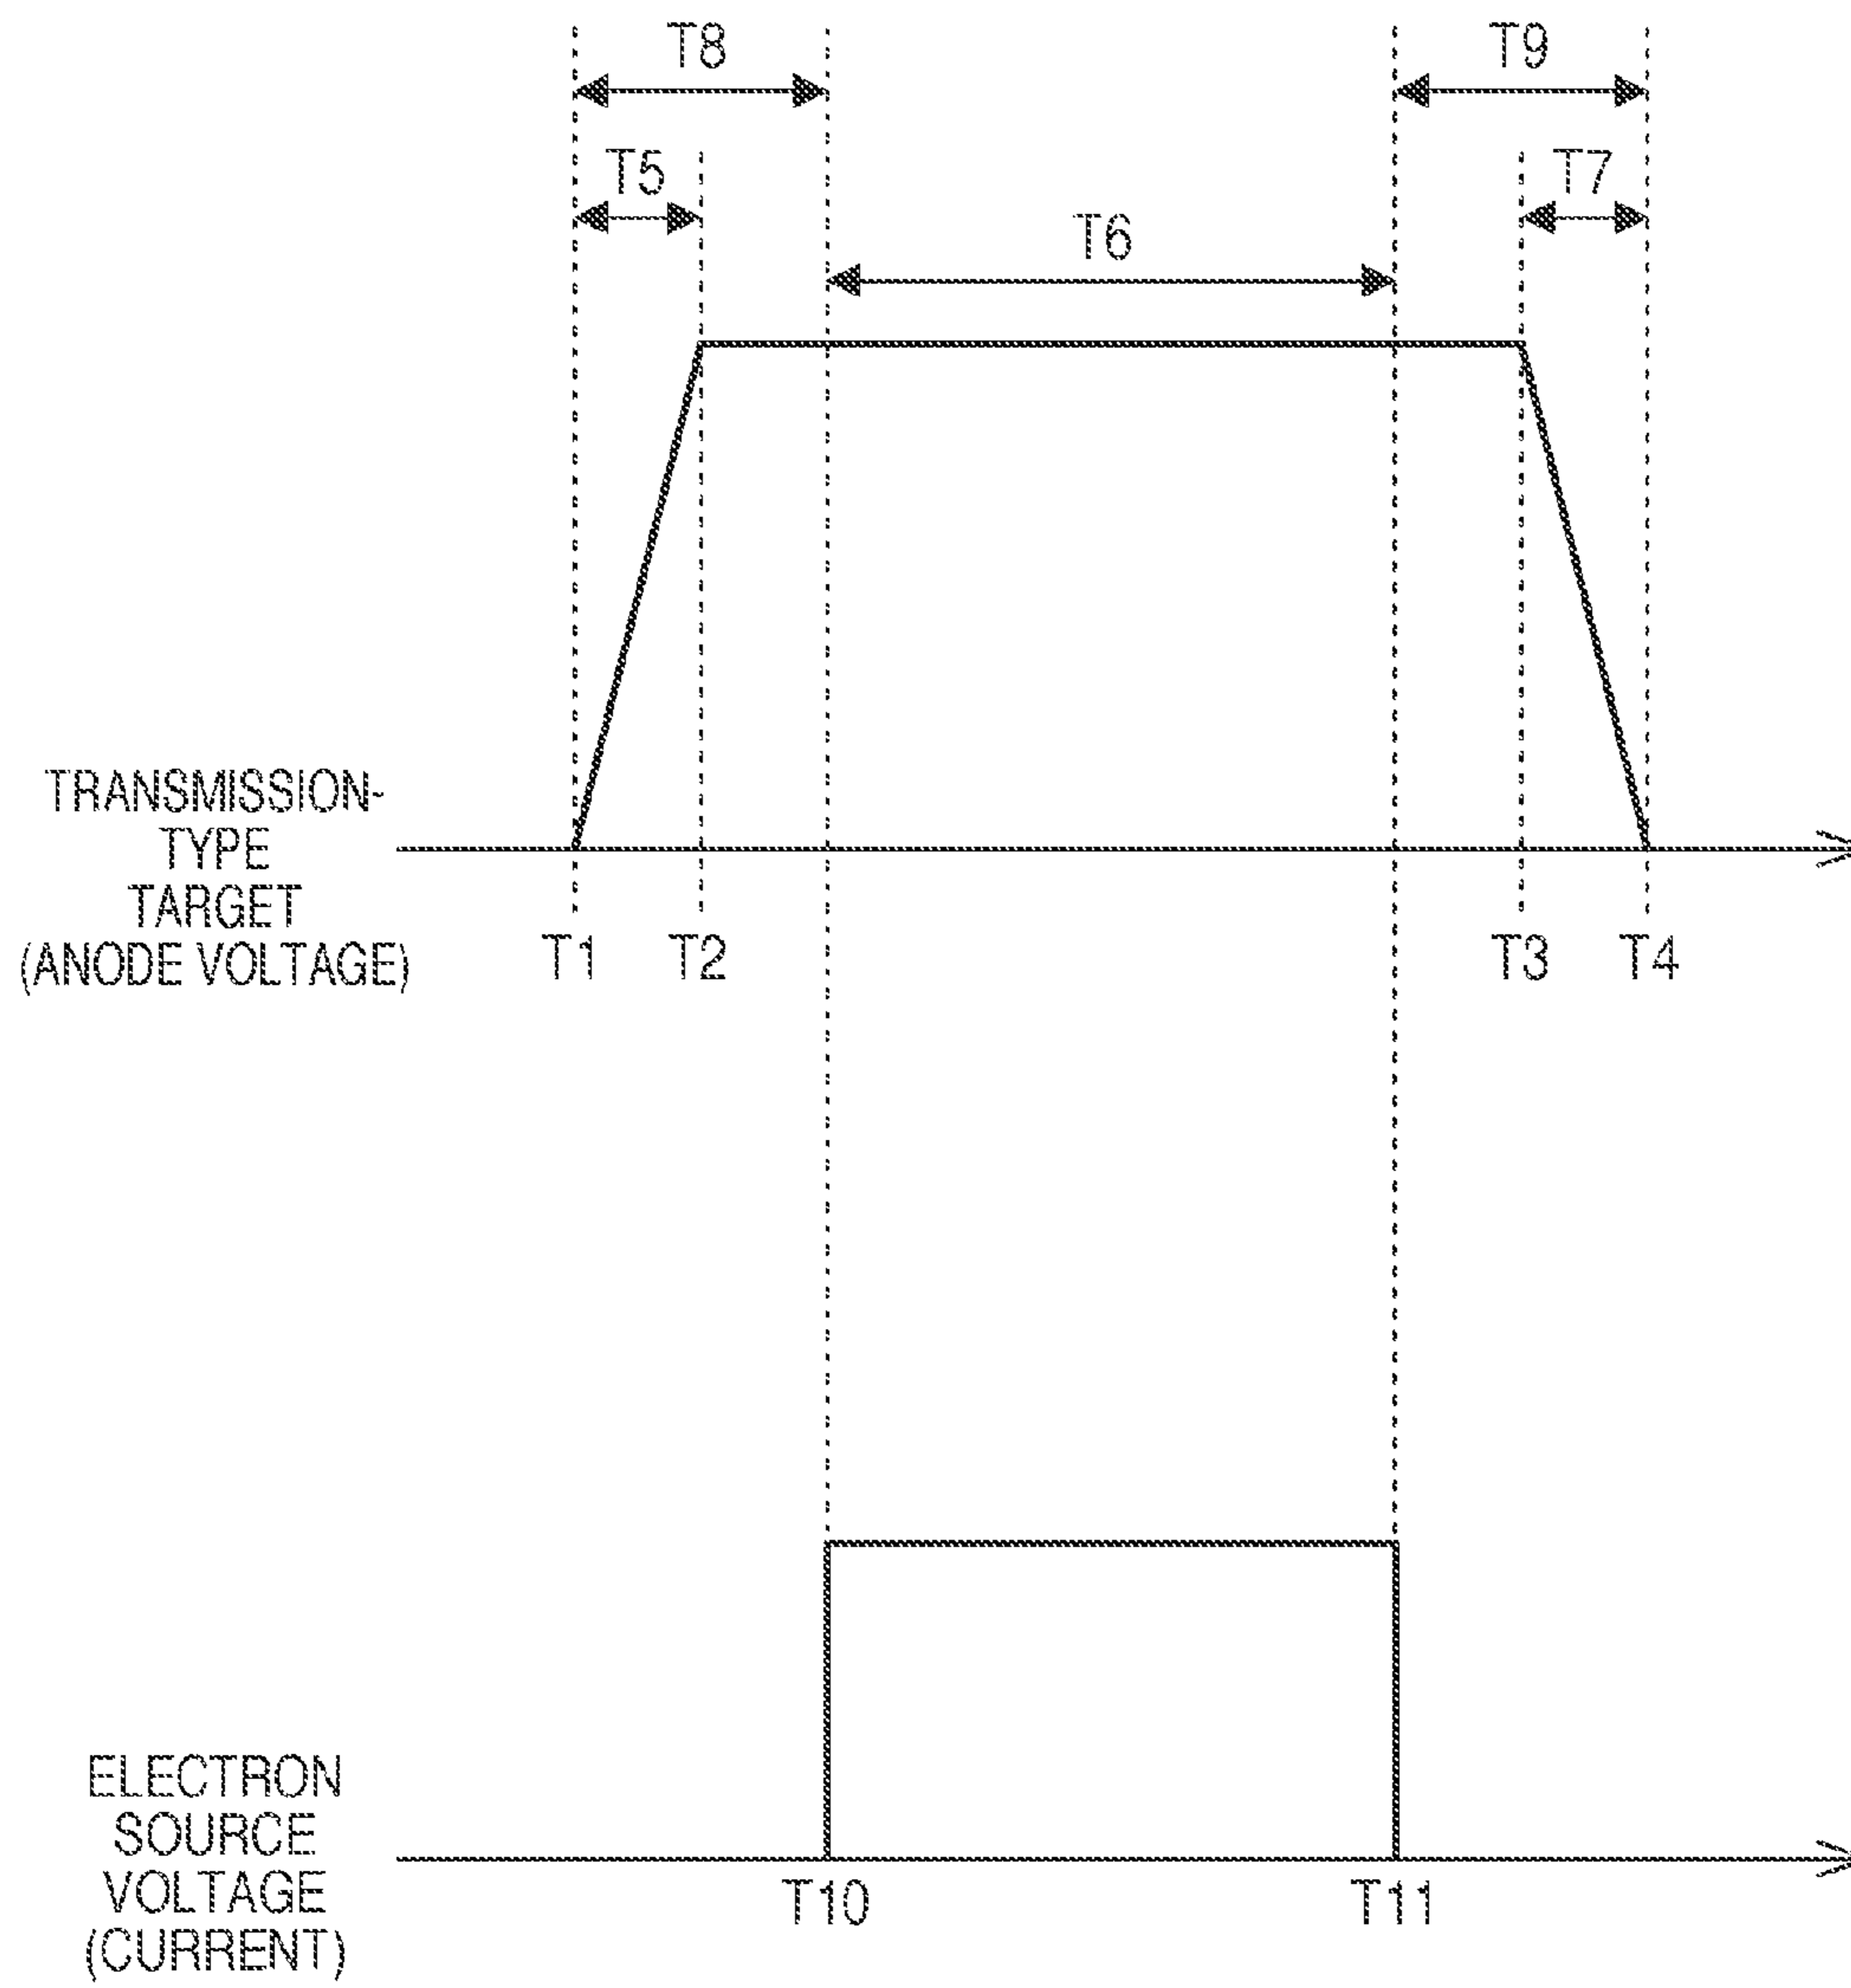 T8
T9
T5
T7
T6
TRANSMISSION-
TYPE
TARGET
(ANODE VOLTAGE)
T1
T2
T3
T4
ELECTRON
SOURCE
VOLTAGE
(CURRENT)
T10
T11